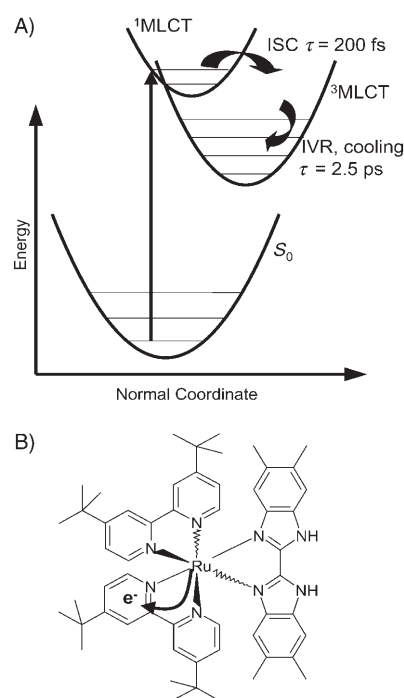 A)
¹MLCT
ISC τ = 200 fs
³MLCT
IVR, cooling
τ = 2.5 ps
S₀
Energy
Normal Coordinate
B)
N
N
NH
Ru
e-
N
N
N
N
NH